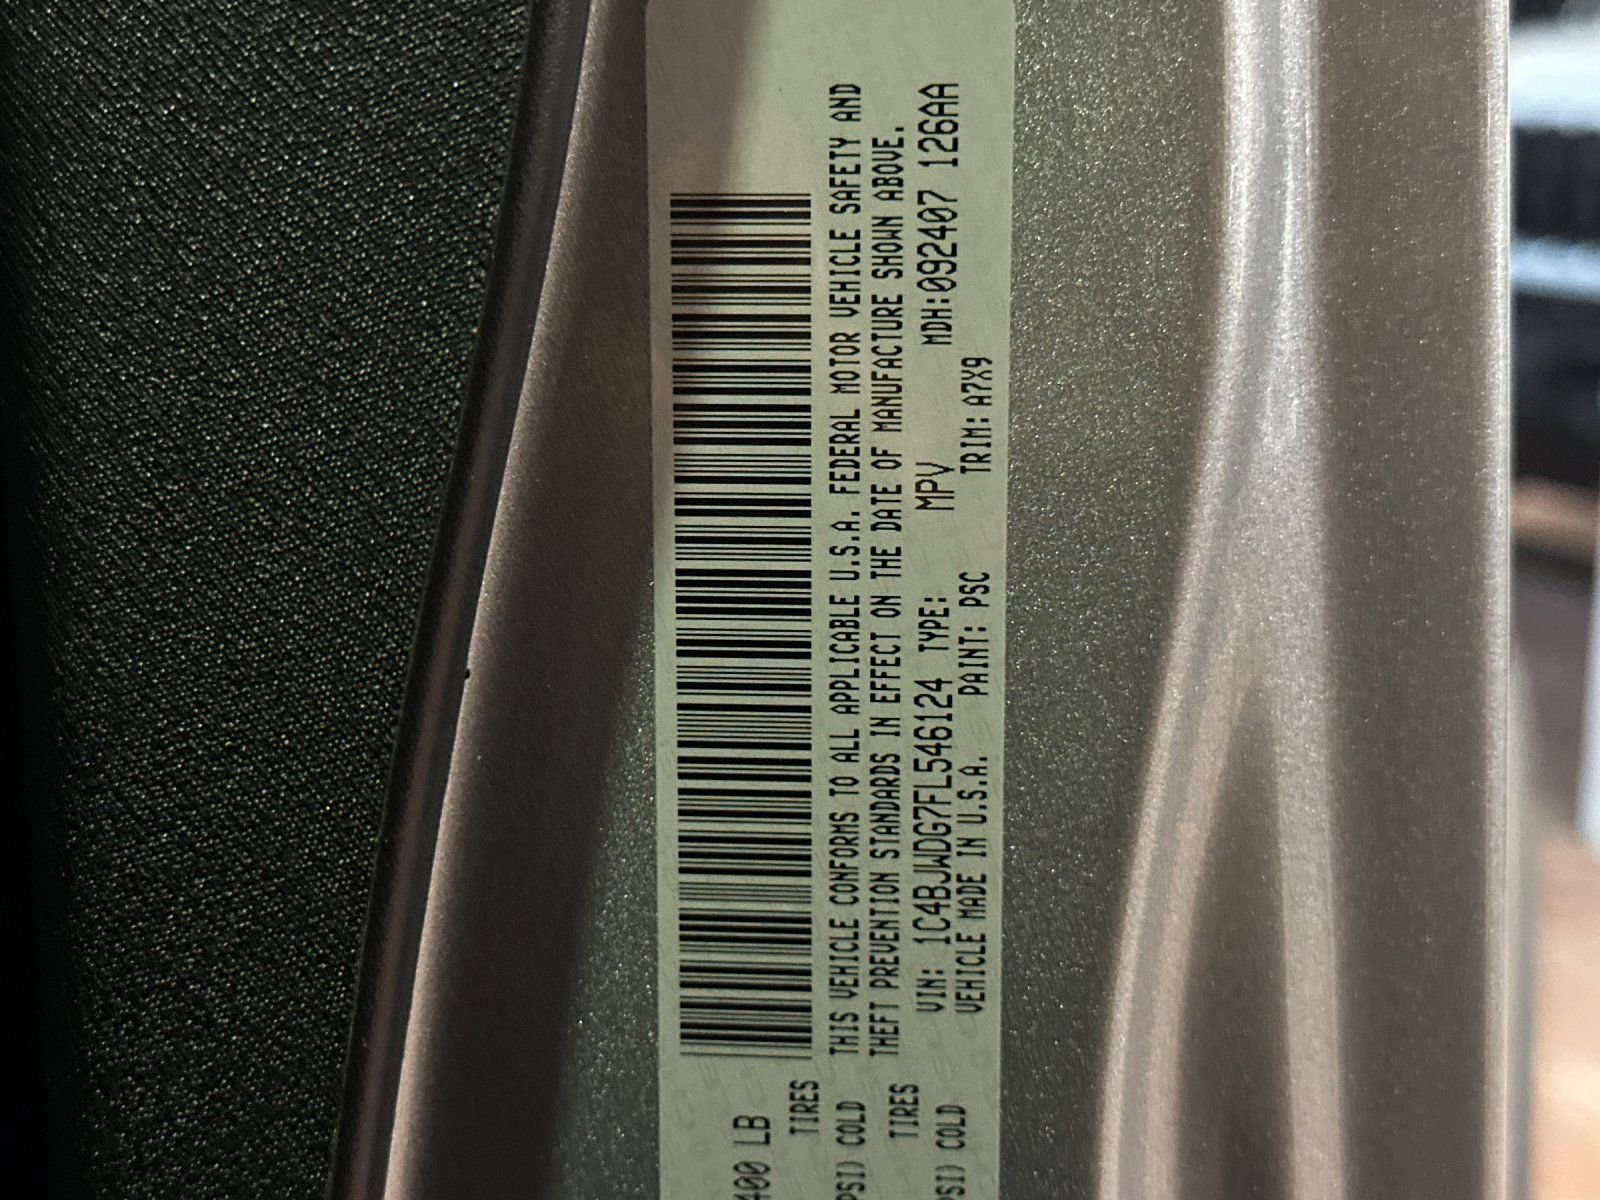 400 LB
TIRES
PSI) COLD
TIRES
PSI) COLD
THIS VEHICLE CONFORMS TO ALL APPLICABLE U.S.A. FEDERAL MOTOR VEHICLE SAFETY AND
THEFT PREVENTION STANDARDS IN EFFECT ON THE DATE OF MANUFACTURE SHOWN ABOVE.
VIN: 1C4BJWDG7FL546124 TYPE: MPV MDH:092407 126AA
VEHICLE MADE IN U.S.A. PAINT: PSC TRIM:A7X9